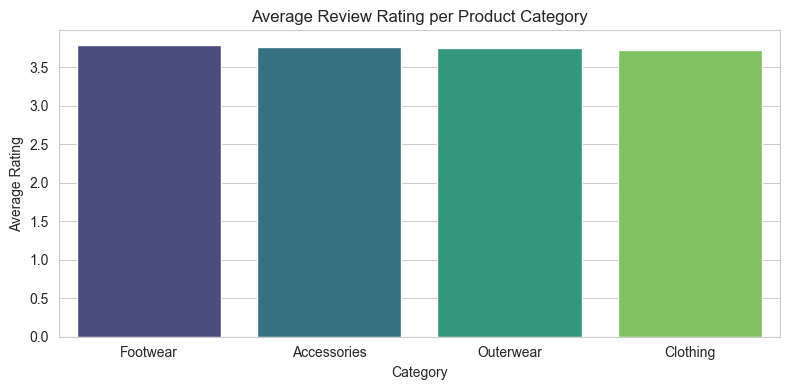 Average Review Rating per Product Category
Average Rating
3.5
3.0
2.5
2.0
1.5
1.0
0.5
0.0
Footwear
Accessories
Outerwear
Clothing
Category